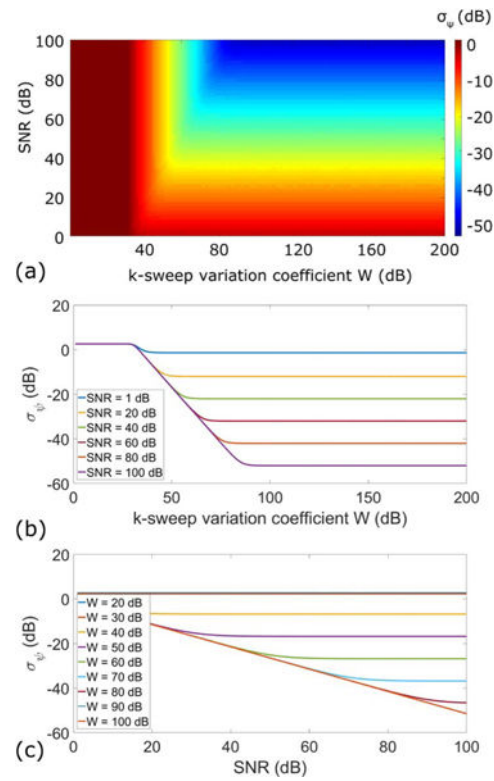 σψ (dB)
100
80
60
40
20
0
SNR (dB)
0
-10
-20
-30
-40
-50
40
80
120
160
200
k-sweep variation coefficient W (dB)
(a)
20
0
-20
-40
-60
σψ (dB)
SNR = 1 dB
SNR = 20 dB
SNR = 40 dB
SNR = 60 dB
SNR = 80 dB
SNR = 100 dB
0
50
100
150
200
k-sweep variation coefficient W (dB)
(b)
20
0
-20
-40
-60
σψ (dB)
W = 20 dB
W = 30 dB
W = 40 dB
W = 50 dB
W = 60 dB
W = 70 dB
W = 80 dB
W = 90 dB
W = 100 dB
0
20
40
60
80
100
SNR (dB)
(c)